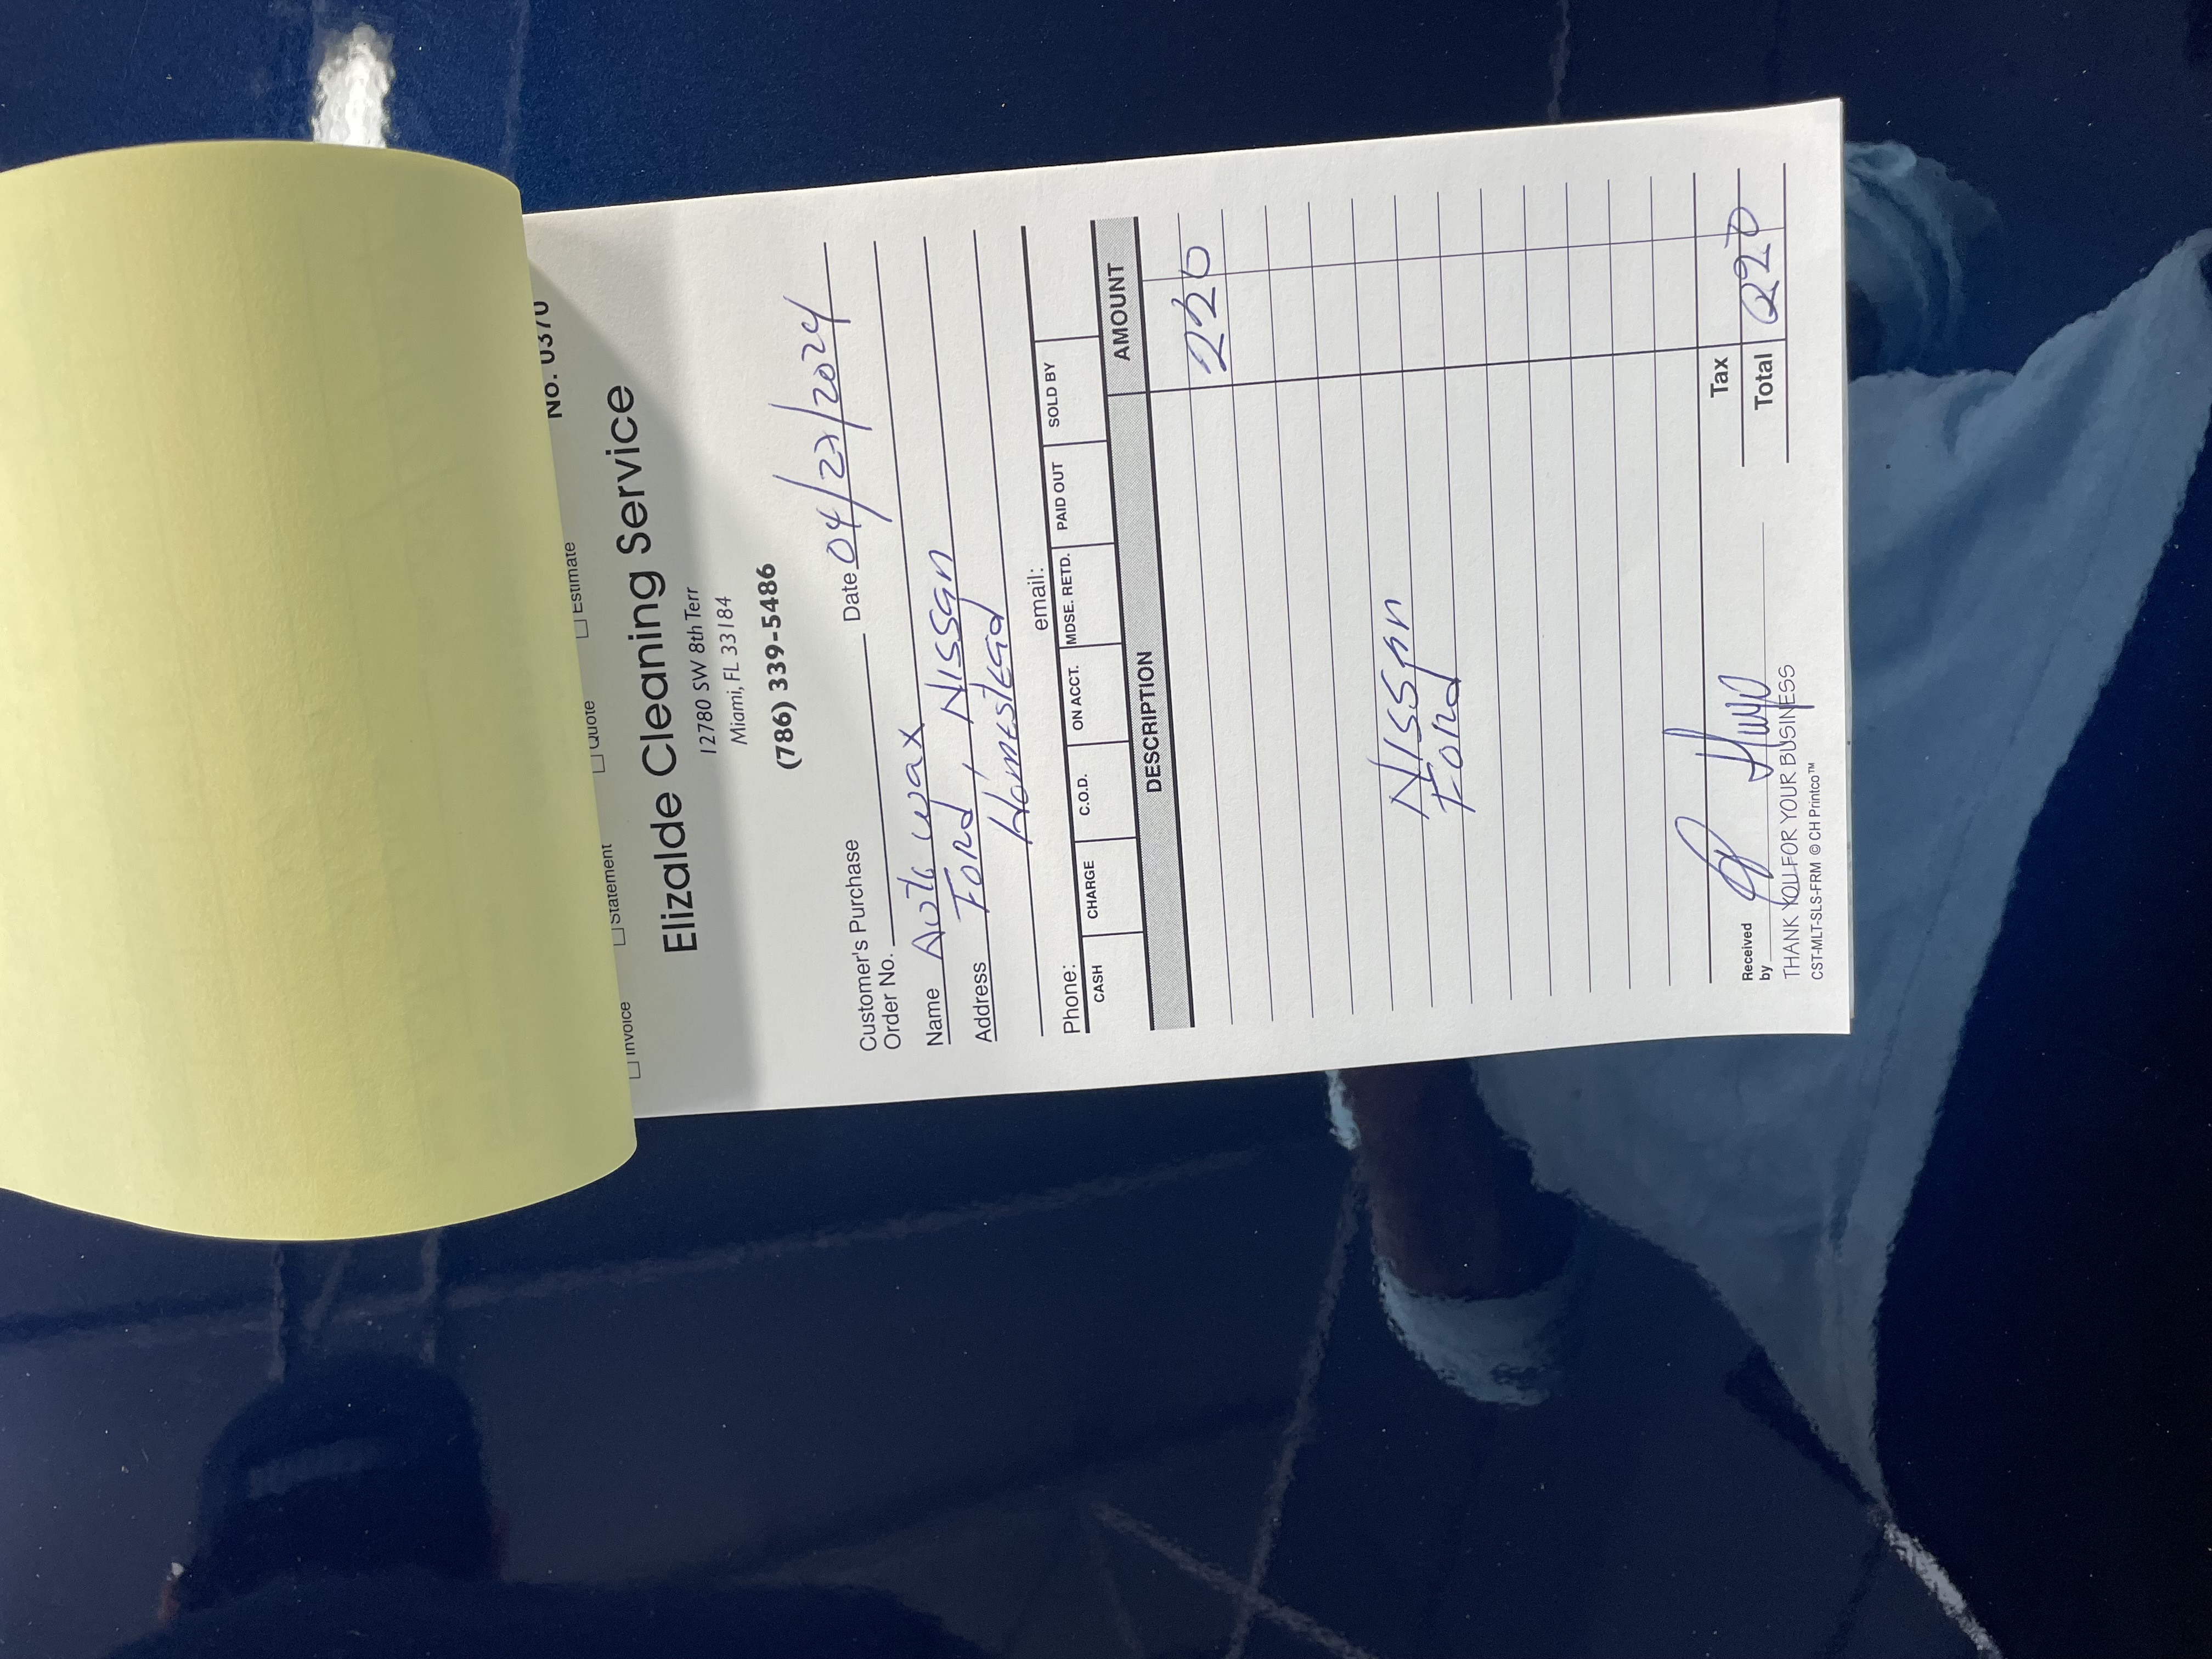 No. 0370
Invoice Statement Quote Estimate
Elizalde Cleaning Service
12780 SW 8th Terr
Miami, FL 33184
(786) 339-5486
Customer's Purchase
Order No. Date 04/27/2024
Name Auto wax
Address Ford Nissan
Homestead
Phone: email:
CASH CHARGE C.O.D. ON ACCT. MDSE. RETD. PAID OUT SOLD BY
DESCRIPTION AMOUNT
220
Nissan
Ford
Tax
Received
by Total 220
THANK YOU FOR YOUR BUSINESS
CST-MLT-SLS-FRM © CH Printco™